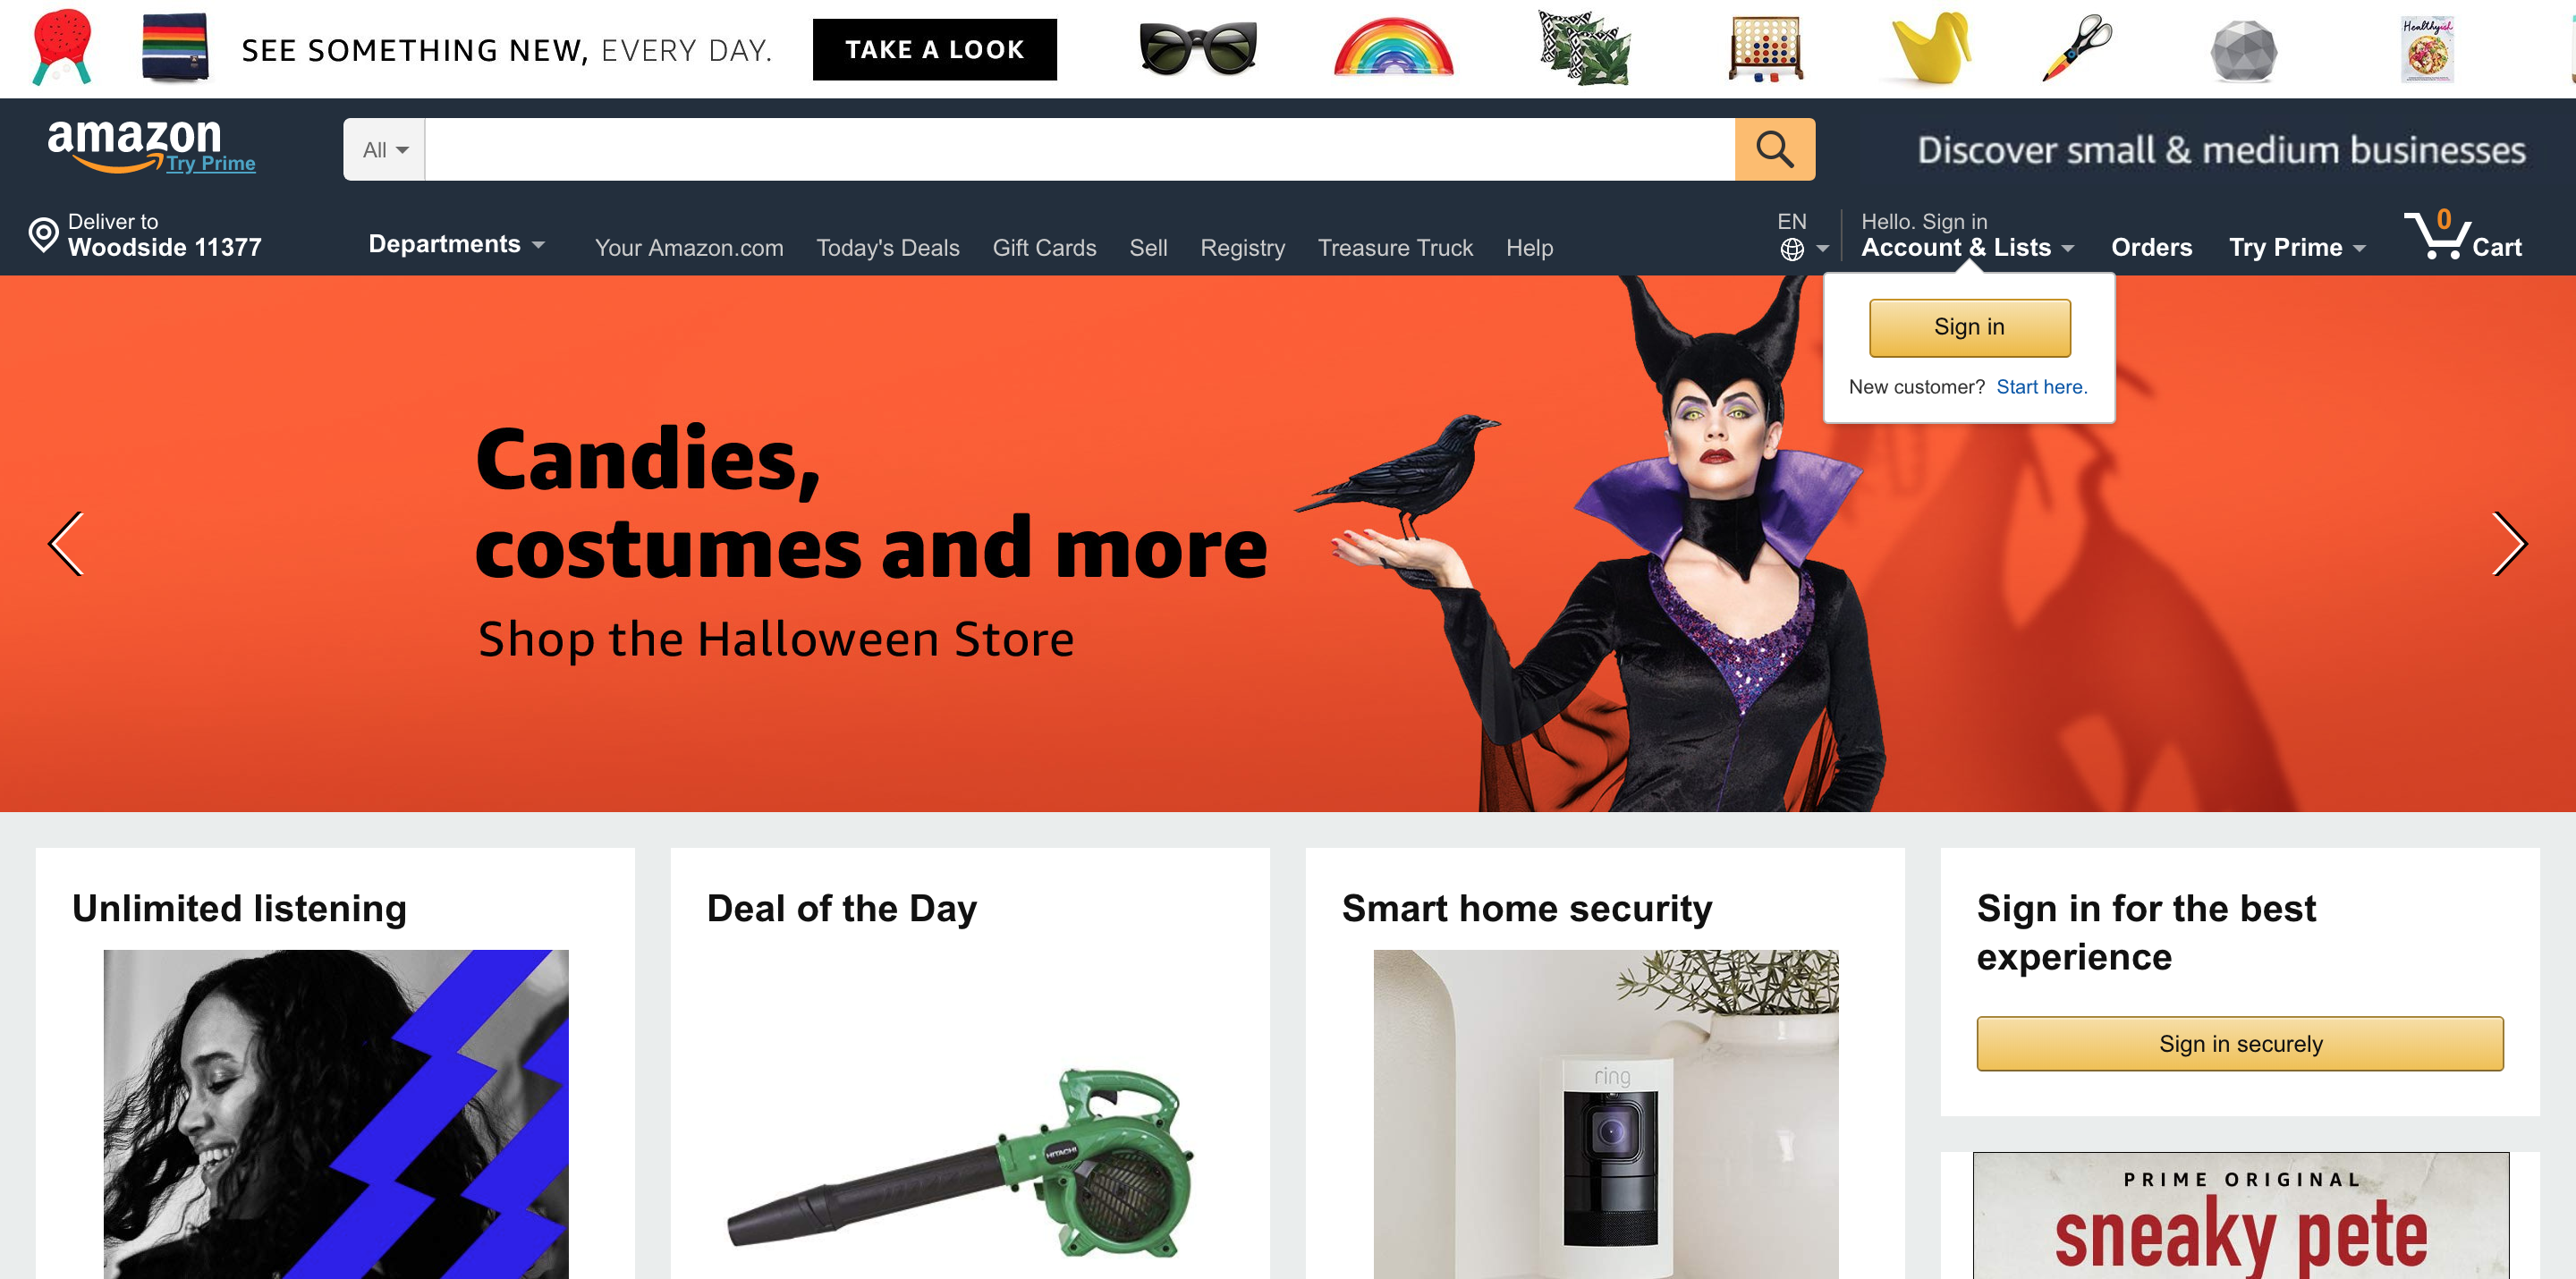 SEE SOMETHING NEW, EVERY DAY.
TAKE A LOOK
Healthyish
amazon
Try Prime
All
Discover small & medium businesses
Deliver to
Woodside 11377
Departments
Your Amazon.com
Today's Deals
Gift Cards
Sell
Registry
Treasure Truck
Help
EN
Hello. Sign in
Account & Lists
Orders
Try Prime
0
Cart
Sign in
New customer? Start here.
Candies,
costumes and more
Shop the Halloween Store
Unlimited listening
Deal of the Day
HITACHI
Smart home security
ring
Sign in for the best
experience
Sign in securely
PRIME ORIGINAL
sneaky pete